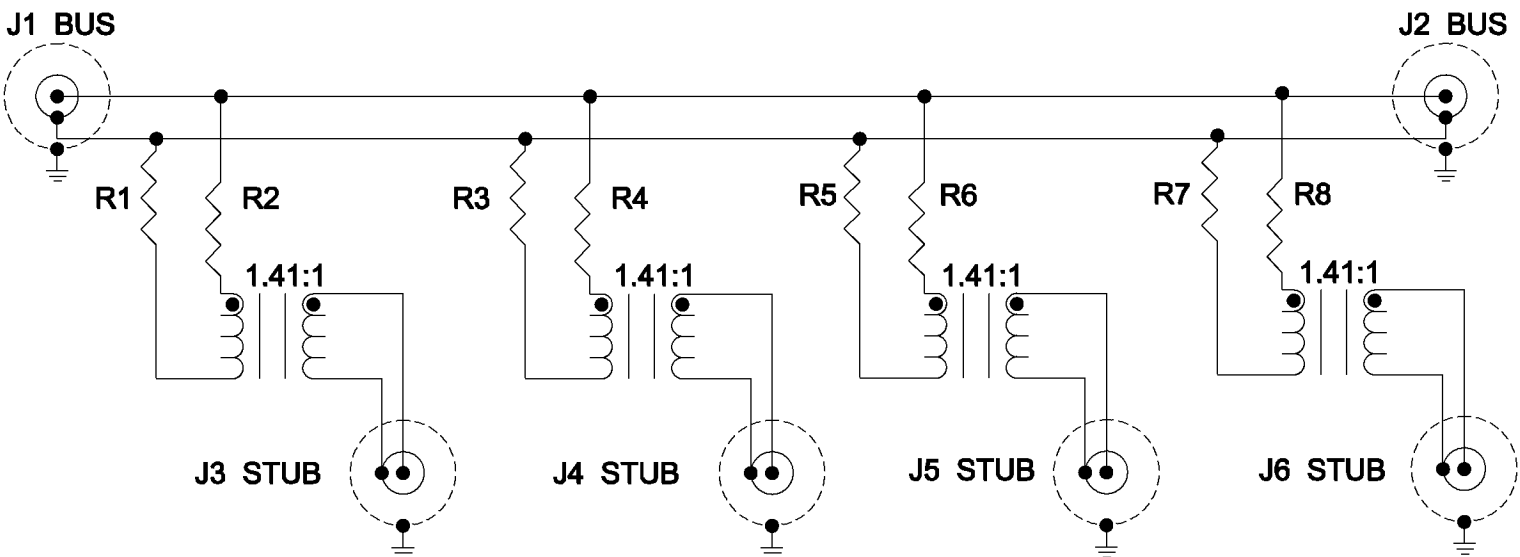 J1 BUS
J2 BUS
R1
R2
R3
R4
R5
R6
R7
R8
1.41:1
1.41:1
1.41:1
1.41:1
J3 STUB
J4 STUB
J5 STUB
J6 STUB